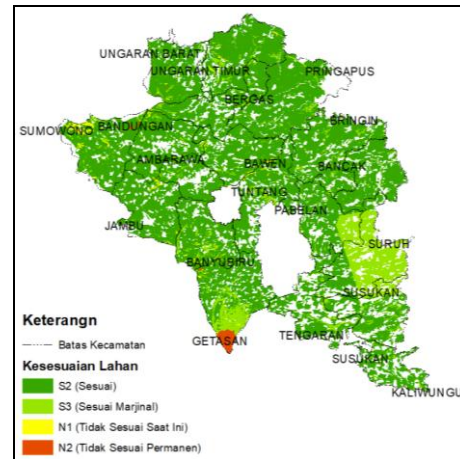 UNGARAN BARAT
UNGARAN TIMUR
PRINGAPUS
BERGAS
SUMOWONO
BANDUNGAN
BRINGIN
AMBARAWA
BAWEN
BANCAK
TUNTANG
PABELAN
JAMBU
SURUH
BANYUBIRU
SUSUKAN
GETASAN
TENGARAN
SUSUKAN
KALIWUNGU
Keterangn
Batas Kecamatan
Kesesuaian Lahan
S2 (Sesuai)
S3 (Sesuai Marjinal)
N1 (Tidak Sesuai Saat Ini)
N2 (Tidak Sesuai Permanen)